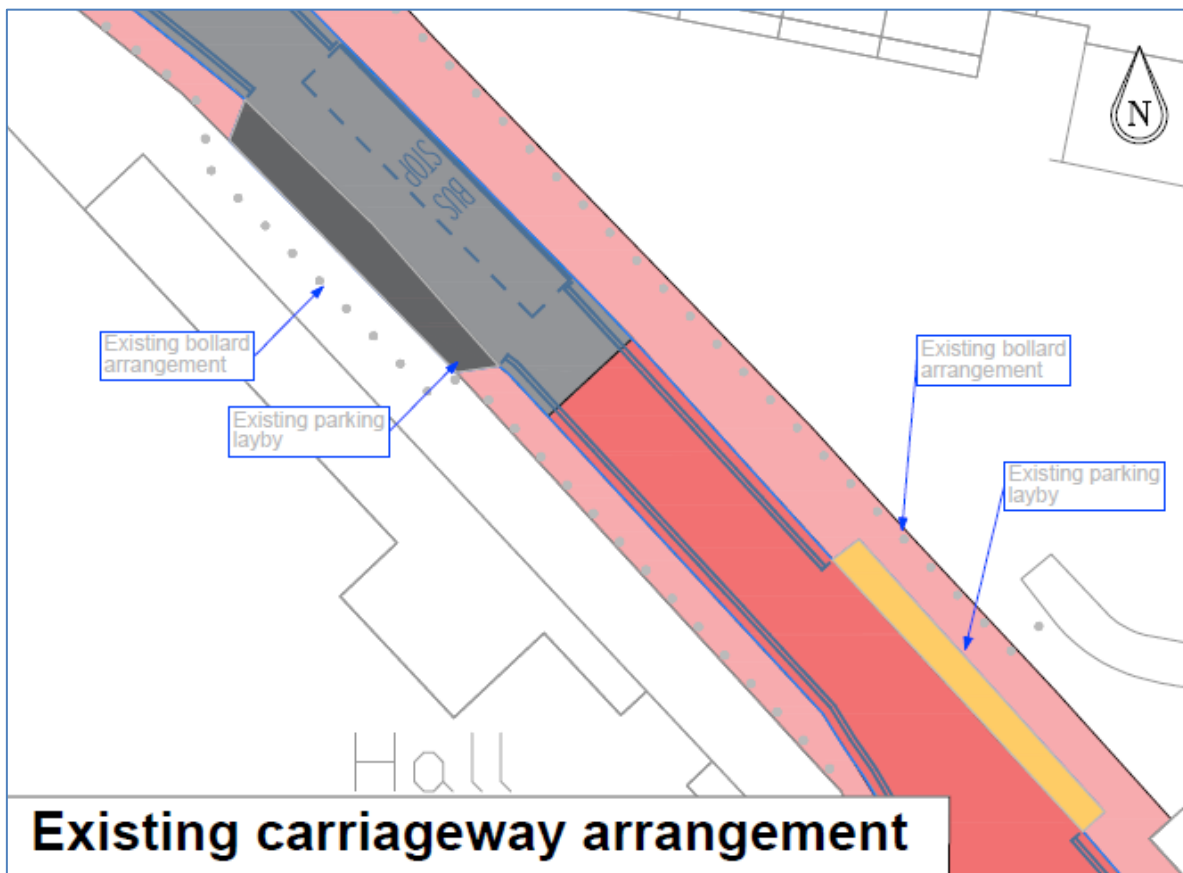 N
BUS
STOP
Existing bollard
arrangement
Existing parking
layby
Existing bollard
arrangement
Existing parking
layby
Hall
Existing carriageway arrangement